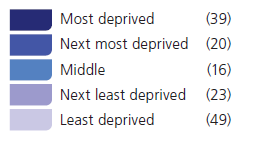 Most deprived (39)
Next most deprived (20)
Middle (16)
Next least deprived (23)
Least deprived (49)